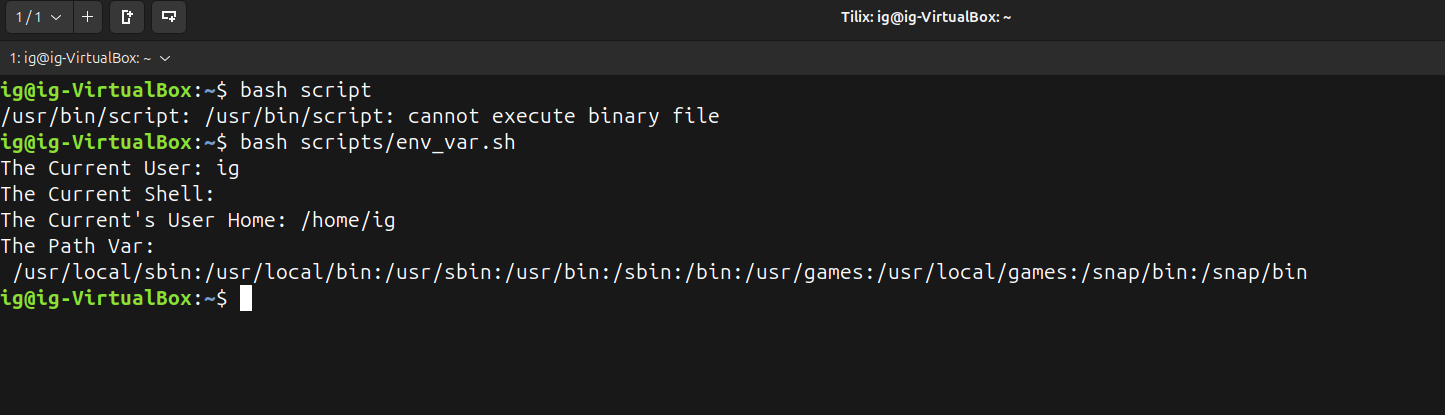 1 / 1
Tilix: ig@ig-VirtualBox: ~
1: ig@ig-VirtualBox: ~
ig@ig-VirtualBox:~$ bash script
/usr/bin/script: /usr/bin/script: cannot execute binary file
ig@ig-VirtualBox:~$ bash scripts/env_var.sh
The Current User: ig
The Current Shell:
The Current's User Home: /home/ig
The Path Var:
 /usr/local/sbin:/usr/local/bin:/usr/sbin:/usr/bin:/sbin:/bin:/usr/games:/usr/local/games:/snap/bin:/snap/bin
ig@ig-VirtualBox:~$